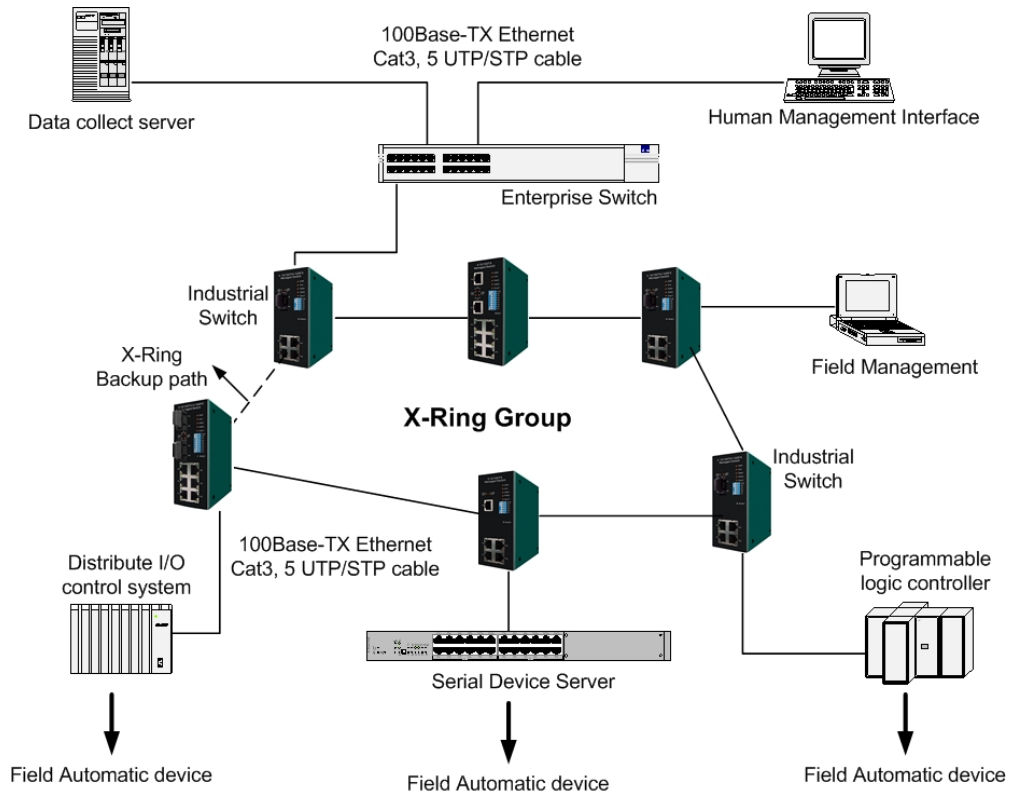 100Base-TX Ethernet
Cat3, 5 UTP/STP cable
Data collect server
Human Management Interface
Enterprise Switch
Industrial
Switch
X-Ring
Backup path
Field Management
X-Ring Group
Industrial
Switch
100Base-TX Ethernet
Cat3, 5 UTP/STP cable
Distribute I/O
control system
Programmable
logic controller
Serial Device Server
Field Automatic device
Field Automatic device
Field Automatic device